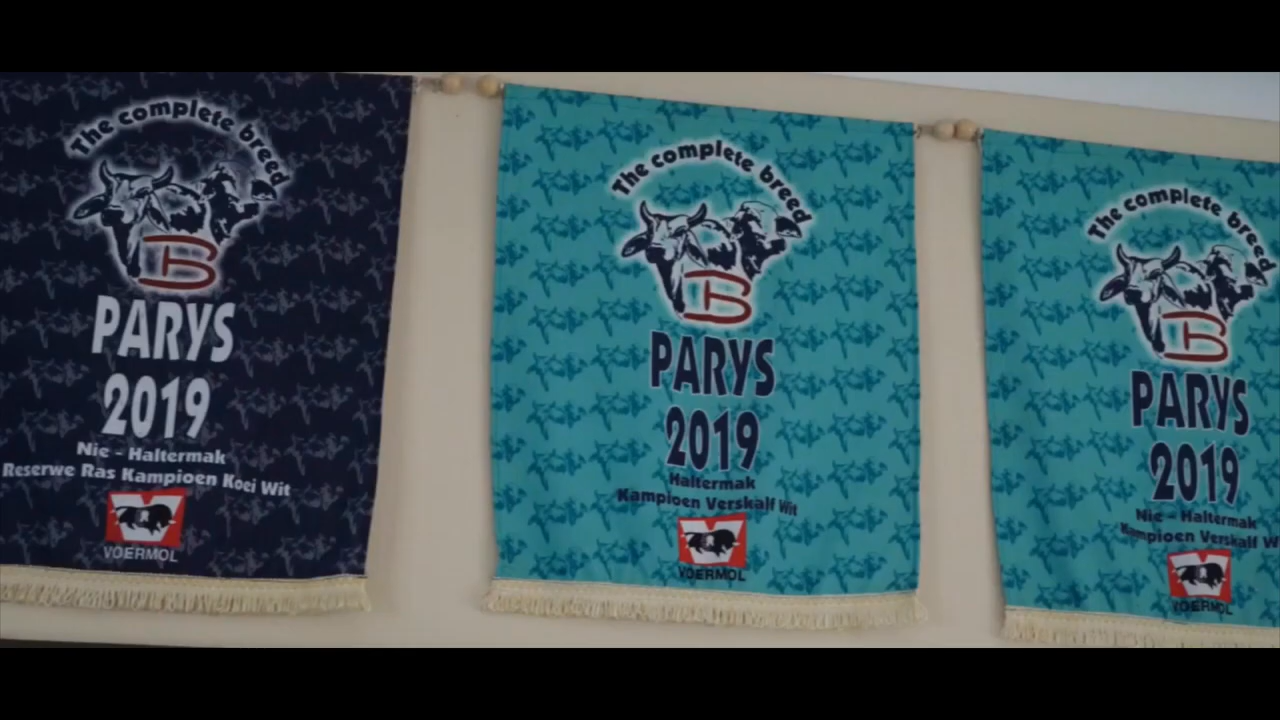 The complete breed
B
PARYS
2019
Nie - Haltermak
Reserwe Ras Kampioen Koei Wit
VOERMOL
The complete breed
B
PARYS
2019
Haltermak
Kampioen Verskalf Wit
VOERMOL
The complete breed
B
PARYS
2019
Nie - Haltermak
Kampioen Verskalf W
VOERMOL